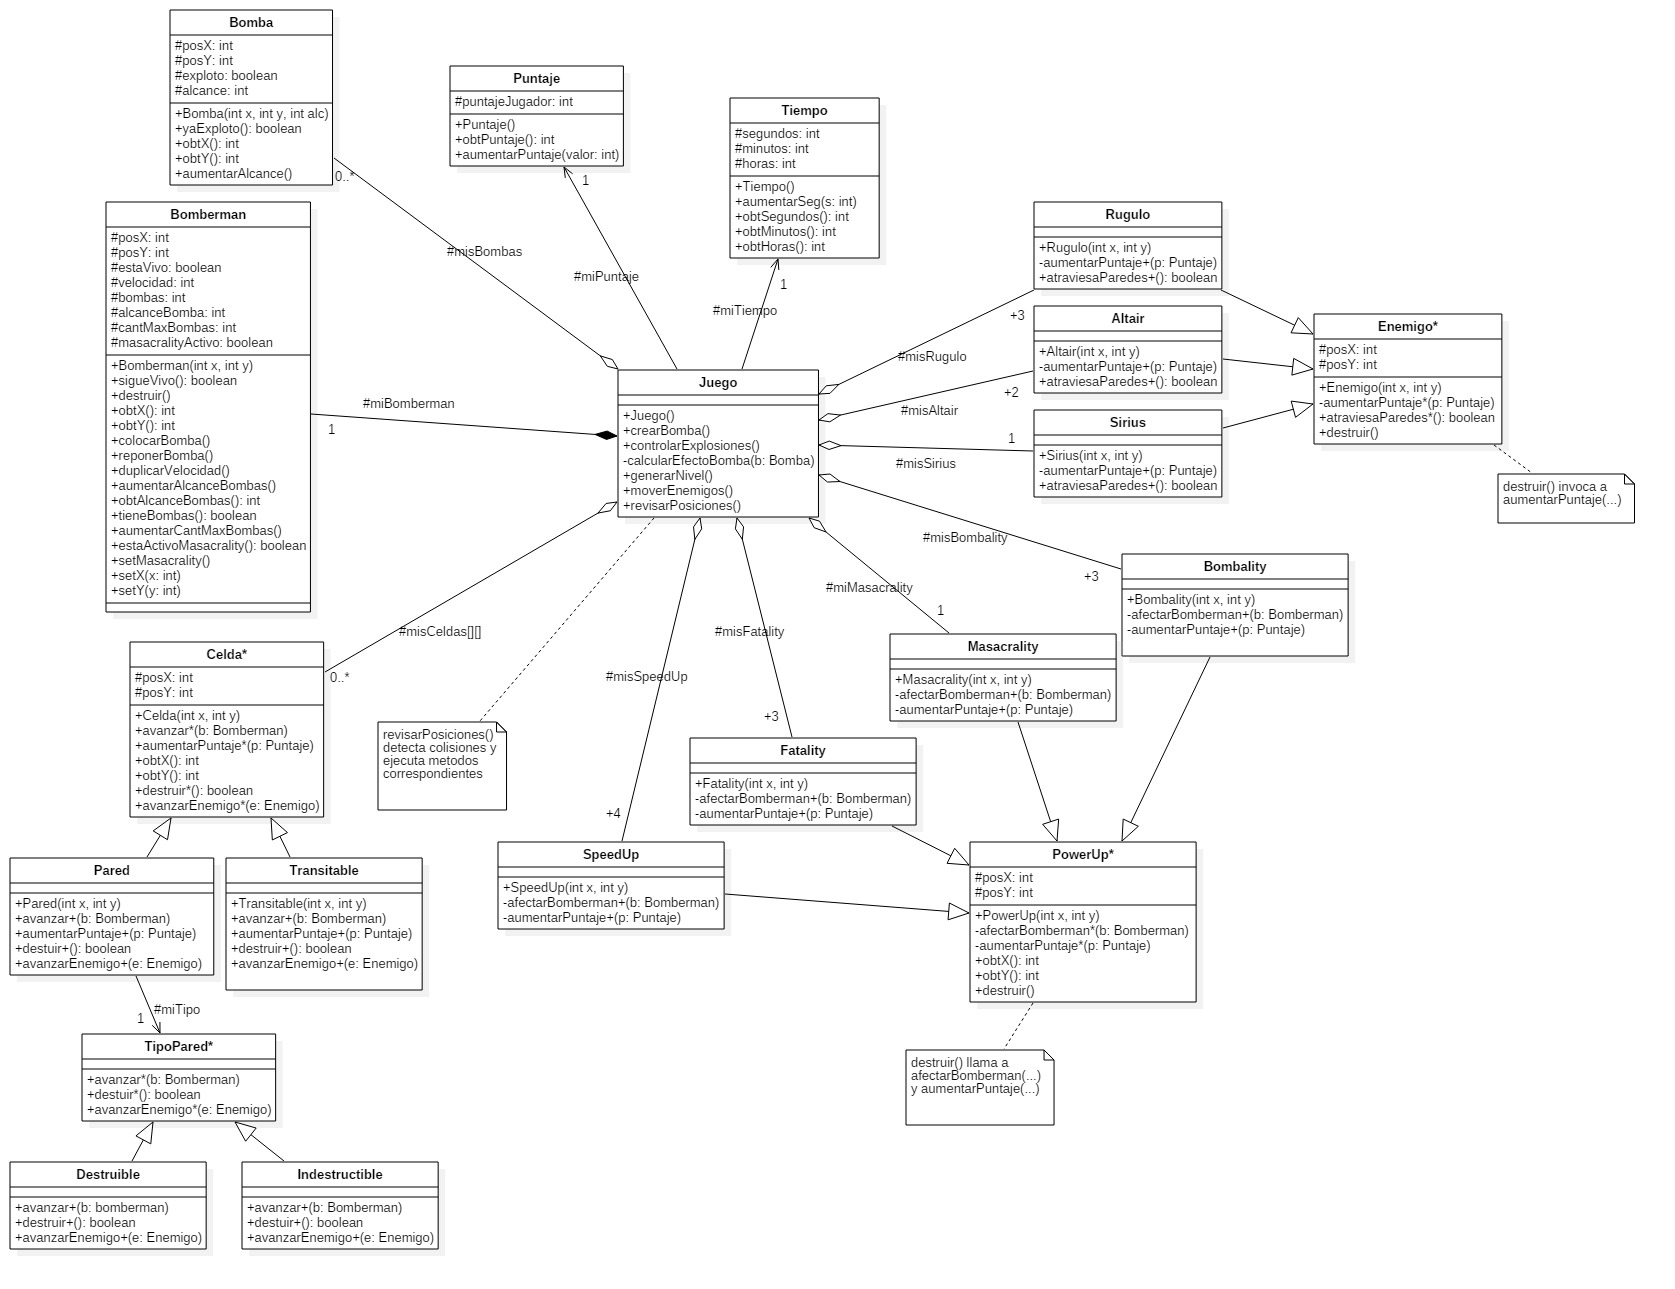 Bomba
#posX: int
#posY: int
#exploto: boolean
#alcance: int
+Bomba(int x, int y, int alc)
+yaExploto(): boolean
+obtX(): int
+obtY(): int
+aumentarAlcance()
0..*
#misBombas
Puntaje
#puntajeJugador: int
+Puntaje()
+obtPuntaje(): int
+aumentarPuntaje(valor: int)
1
#miPuntaje
Tiempo
#segundos: int
#minutos: int
#horas: int
+Tiempo()
+aumentarSeg(s: int)
+obtSegundos(): int
+obtMinutos(): int
+obtHoras(): int
1
#miTiempo
Bomberman
#posX: int
#posY: int
#estaVivo: boolean
#velocidad: int
#bombas: int
#alcanceBomba: int
#cantMaxBombas: int
#masacralityActivo: boolean
+Bomberman(int x, int y)
+sigueVivo(): boolean
+destruir()
+obtX(): int
+obtY(): int
+colocarBomba()
+reponerBomba()
+duplicarVelocidad()
+aumentarAlcanceBombas()
+obtAlcanceBombas(): int
+tieneBombas(): boolean
+aumentarCantMaxBombas()
+estaActivoMasacrality(): boolean
+setMasacrality()
+setX(x: int)
+setY(y: int)
#miBomberman
1
Juego
+Juego()
+crearBomba()
+controlarExplosiones()
-calcularEfectoBomba(b: Bomba)
+generarNivel()
+moverEnemigos()
+revisarPosiciones()
Rugulo
+Rugulo(int x, int y)
-aumentarPuntaje+(p: Puntaje)
+atraviesaParedes+(): boolean
+3
#misRugulo
Altair
+Altair(int x, int y)
-aumentarPuntaje+(p: Puntaje)
+atraviesaParedes+(): boolean
+2
#misAltair
Sirius
+Sirius(int x, int y)
-aumentarPuntaje+(p: Puntaje)
+atraviesaParedes+(): boolean
1
#misSirius
Enemigo*
#posX: int
#posY: int
+Enemigo(int x, int y)
-aumentarPuntaje*(p: Puntaje)
+atraviesaParedes*(): boolean
+destruir()
destruir() invoca a
aumentarPuntaje(...)
#misBombality
+3
Bombality
+Bombality(int x, int y)
-afectarBomberman+(b: Bomberman)
-aumentarPuntaje+(p: Puntaje)
#miMasacrality
1
Masacrality
+Masacrality(int x, int y)
-afectarBomberman+(b: Bomberman)
-aumentarPuntaje+(p: Puntaje)
#misFatality
+3
Fatality
+Fatality(int x, int y)
-afectarBomberman+(b: Bomberman)
-aumentarPuntaje+(p: Puntaje)
#misSpeedUp
+4
SpeedUp
+SpeedUp(int x, int y)
-afectarBomberman+(b: Bomberman)
-aumentarPuntaje+(p: Puntaje)
#misCeldas[][]
0..*
Celda*
#posX: int
#posY: int
+Celda(int x, int y)
+avanzar*(b: Bomberman)
+aumentarPuntaje*(p: Puntaje)
+obtX(): int
+obtY(): int
+destruir*(): boolean
+avanzarEnemigo*(e: Enemigo)
revisarPosiciones()
detecta colisiones y
ejecuta metodos
correspondientes
Pared
+Pared(int x, int y)
+avanzar+(b: Bomberman)
+aumentarPuntaje+(p: Puntaje)
+destuir+(): boolean
+avanzarEnemigo+(e: Enemigo)
Transitable
+Transitable(int x, int y)
+avanzar+(b: Bomberman)
+aumentarPuntaje+(p: Puntaje)
+destruir+(): boolean
+avanzarEnemigo+(e: Enemigo)
#miTipo
1
TipoPared*
+avanzar*(b: Bomberman)
+destuir*(): boolean
+avanzarEnemigo*(e: Enemigo)
Destruible
+avanzar+(b: bomberman)
+destruir+(): boolean
+avanzarEnemigo+(e: Enemigo)
Indestructible
+avanzar+(b: Bomberman)
+destuir+(): boolean
+avanzarEnemigo+(e: Enemigo)
PowerUp*
#posX: int
#posY: int
+PowerUp(int x, int y)
-afectarBomberman*(b: Bomberman)
-aumentarPuntaje*(p: Puntaje)
+obtX(): int
+obtY(): int
+destruir()
destruir() llama a
afectarBomberman(...)
y aumentarPuntaje(...)